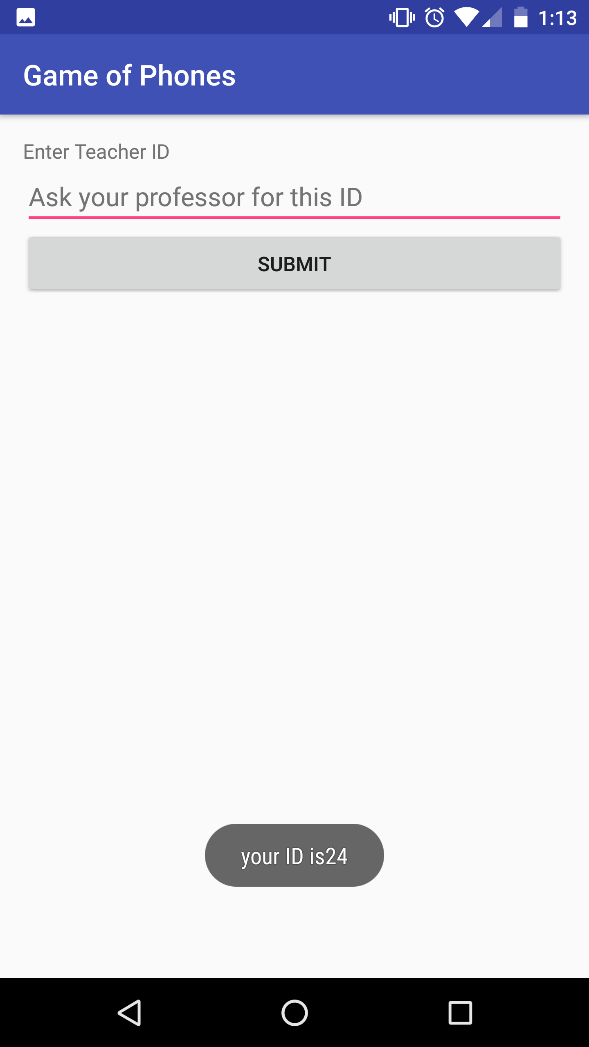 1:13
Game of Phones
Enter Teacher ID
Ask your professor for this ID
SUBMIT
your ID is24